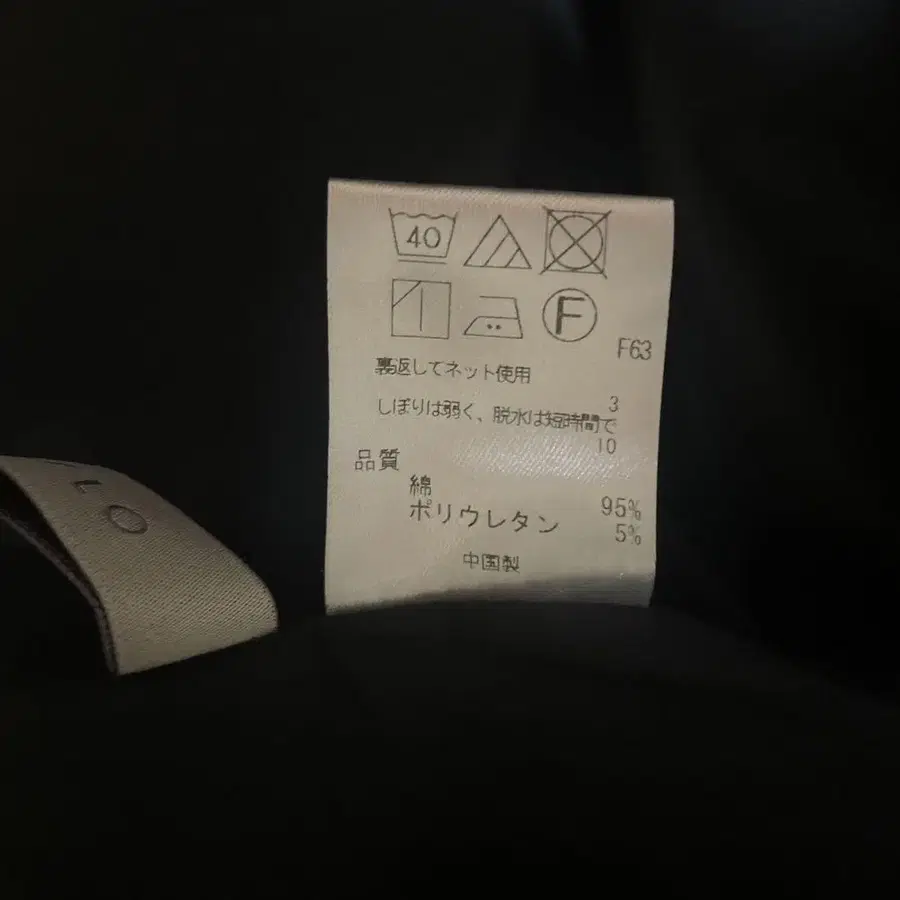 40
F
F63
裏返してネット使用
3
しぼりは弱く、脱水は短時間で
10
品質
綿 95%
ポリウレタン 5%
中国製
L O